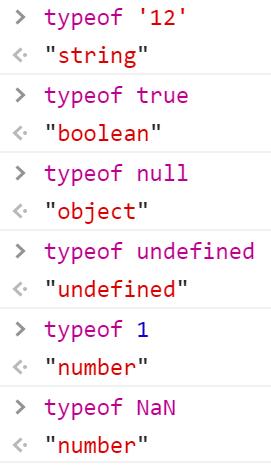 > typeof '12'
< "string"
> typeof true
< "boolean"
> typeof null
< "object"
> typeof undefined
< "undefined"
> typeof 1
< "number"
> typeof NaN
< "number"